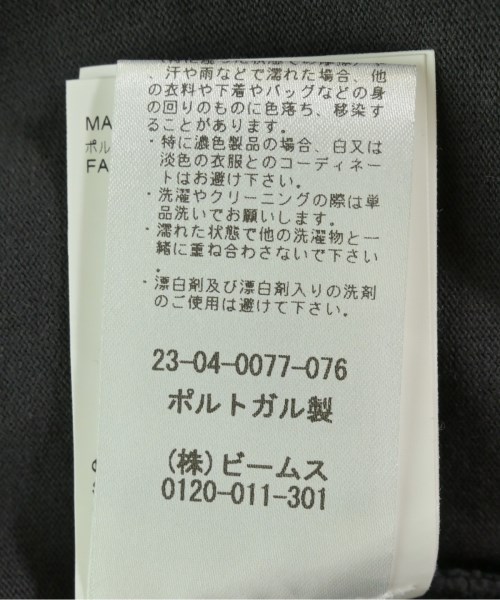 、汗や雨などで濡れた場合、他
の衣料や下着やバッグなどの身
の回りのものに色落ち、移染す
ることがあります。
・特に濃色製品の場合、白又は
淡色の衣服とのコーディネー
トはお避け下さい。
・洗濯やクリーニングの際は単
品洗いでお願いします。
・濡れた状態で他の洗濯物と一
緒に重ね合わさないで下さい
。
・漂白剤及び漂白剤入りの洗剤
のご使用は避けて下さい。
23-04-0077-076
ポルトガル製
(株)ビームス
0120-011-301
MA
ポル
FA